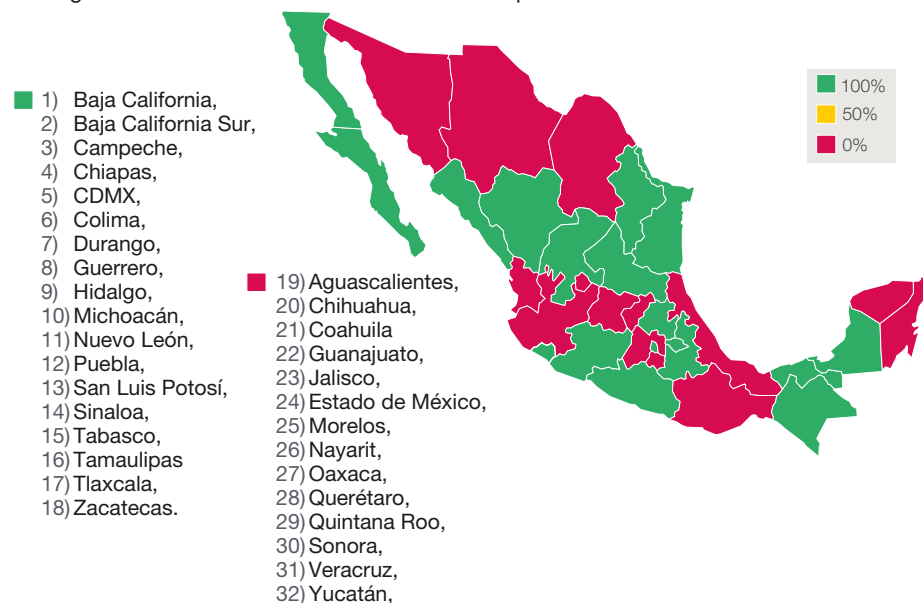 1) Baja California,
2) Baja California Sur,
3) Campeche,
4) Chiapas,
5) CDMX,
6) Colima,
7) Durango,
8) Guerrero,
9) Hidalgo,
10) Michoacán,
11) Nuevo León,
12) Puebla,
13) San Luis Potosí,
14) Sinaloa,
15) Tabasco,
16) Tamaulipas
17) Tlaxcala,
18) Zacatecas.
19) Aguascalientes,
20) Chihuahua,
21) Coahuila
22) Guanajuato,
23) Jalisco,
24) Estado de México,
25) Morelos,
26) Nayarit,
27) Oaxaca,
28) Querétaro,
29) Quintana Roo,
30) Sonora,
31) Veracruz,
32) Yucatán,
100%
50%
0%